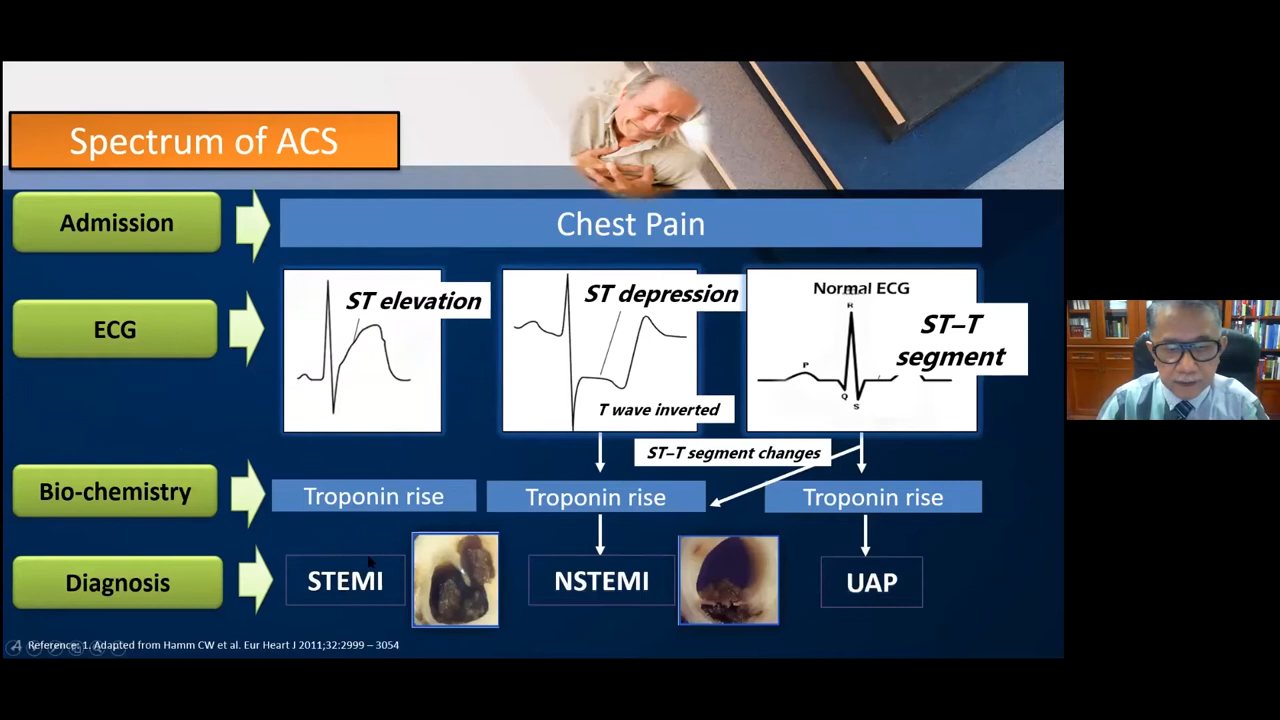 Spectrum of ACS
Admission
Chest Pain
ECG
ST elevation
ST depression
T wave inverted
Normal ECG
R
P
Q
S
ST–T
segment
ST–T segment changes
Bio-chemistry
Troponin rise
Troponin rise
Troponin rise
Diagnosis
STEMI
NSTEMI
UAP
4
Reference: 1. Adapted from Hamm CW et al. Eur Heart J 2011;32:2999 – 3054